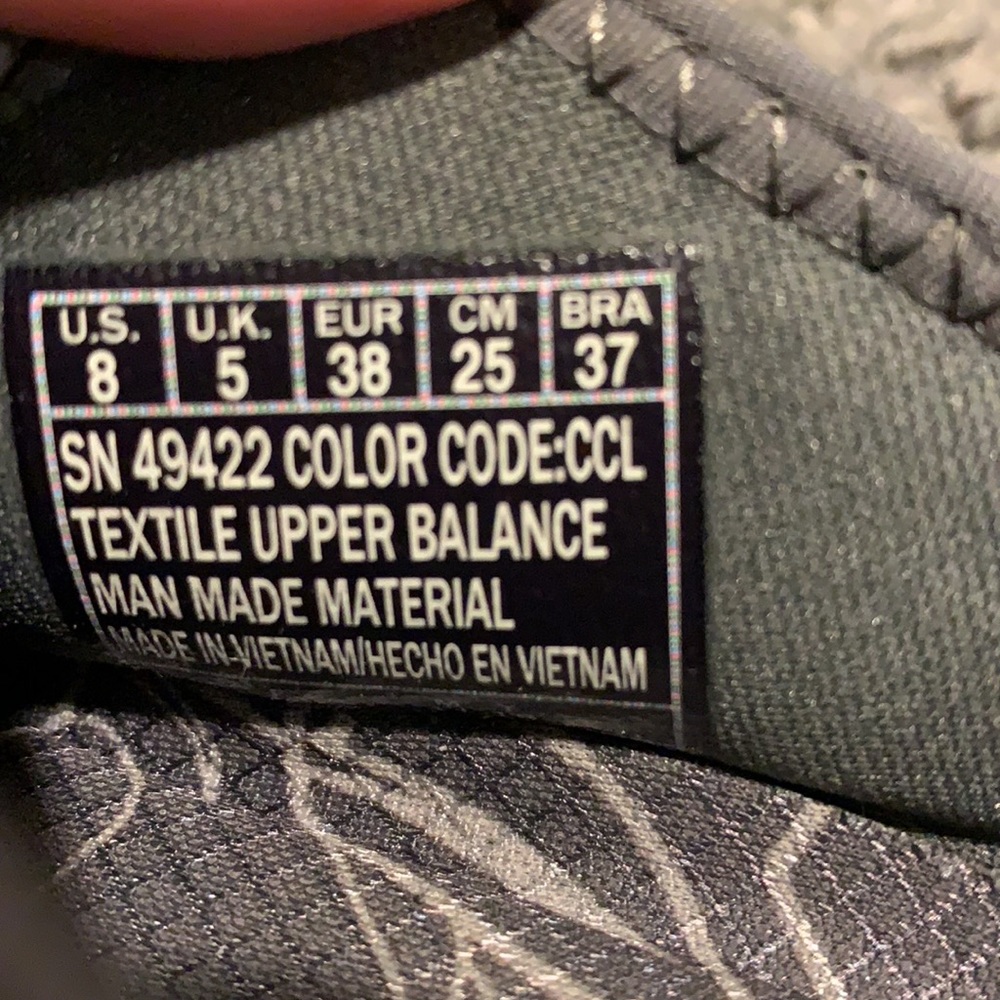 U.S. U.K. EUR CM BRA
8 5 38 25 37
SN 49422 COLOR CODE:CCL
TEXTILE UPPER BALANCE
MAN MADE MATERIAL
MADE IN VIETNAM/HECHO EN VIETNAM